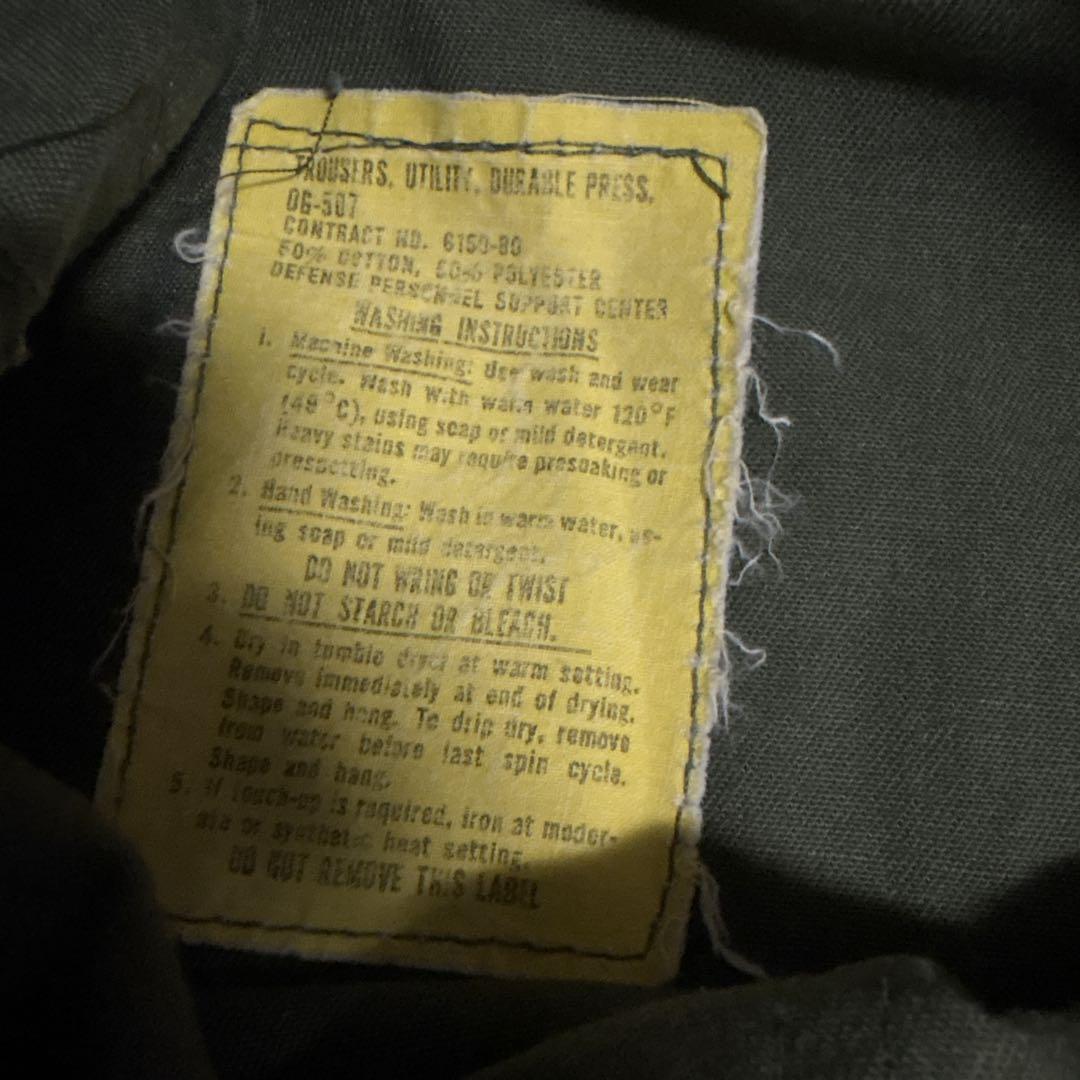 TROUSERS, UTILITY, DURABLE PRESS,
OG-507
CONTRACT NO. 6150-80
50% COTTON, 50% POLYESTER
DEFENSE PERSONNEL SUPPORT CENTER
WASHING INSTRUCTIONS
1. Machine Washing: Use wash and wear
cycle. Wash with warm water 120°F
(49°C), using soap or mild detergent.
Heavy stains may require presoaking or
prespotting.
2. Hand Washing: Wash in warm water, us-
ing soap or mild detergent.
DO NOT WRING OR TWIST
3. DO NOT STARCH OR BLEACH.
4. Dry in tumble dryer at warm setting.
Remove immediately at end of drying.
Shape and hang. To drip dry, remove
from water before last spin cycle.
Shape and hang.
5. If touch-up is required, iron at moder-
ate or synthetic heat setting.
DO NOT REMOVE THIS LABEL